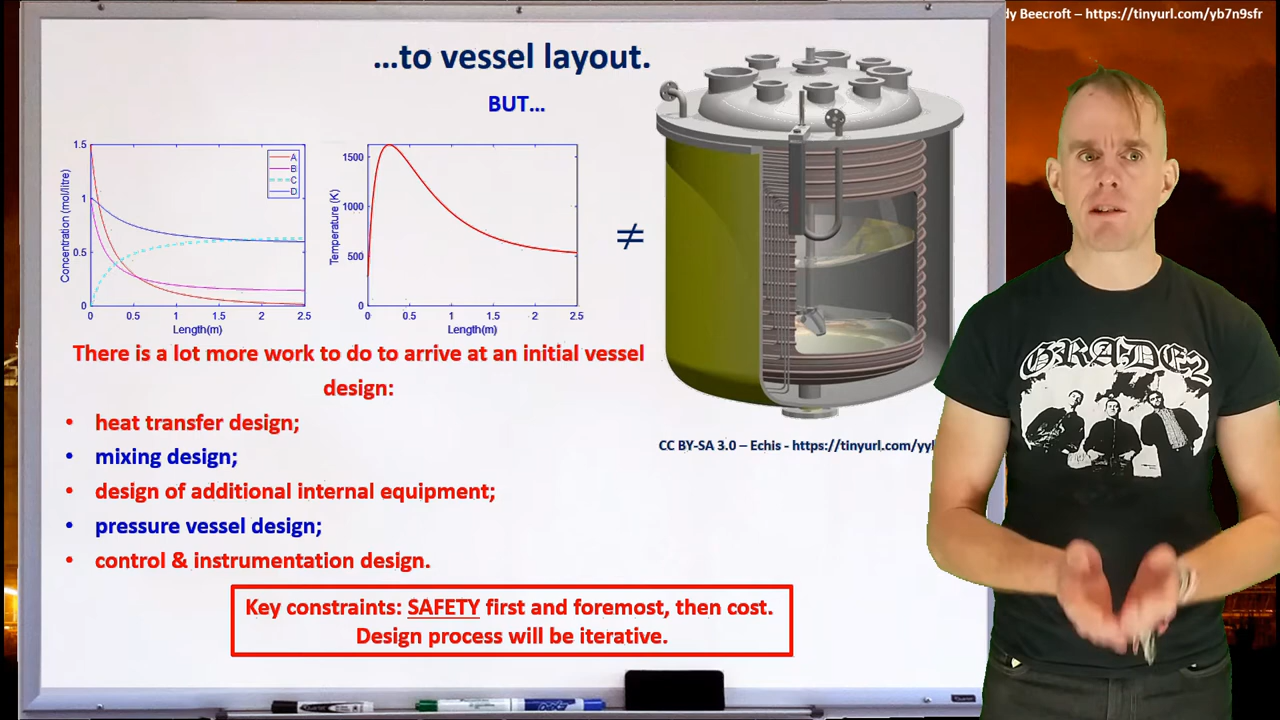 dy Beecroft – https://tinyurl.com/yb7n9sfr
...to vessel layout.
BUT...
1.5
1
0.5
0
Concentration (mol/litre)
A
B
C
D
0 0.5 1 1.5 2 2.5
Length(m)
1500
1000
500
0
Temperature (K)
0 0.5 1 1.5 2 2.5
Length(m)
≠
There is a lot more work to do to arrive at an initial vessel
design:
• heat transfer design;
• mixing design;
• design of additional internal equipment;
• pressure vessel design;
• control & instrumentation design.
CC BY-SA 3.0 – Echis - https://tinyurl.com/yyl
Key constraints: SAFETY first and foremost, then cost.
Design process will be iterative.
GRADE2